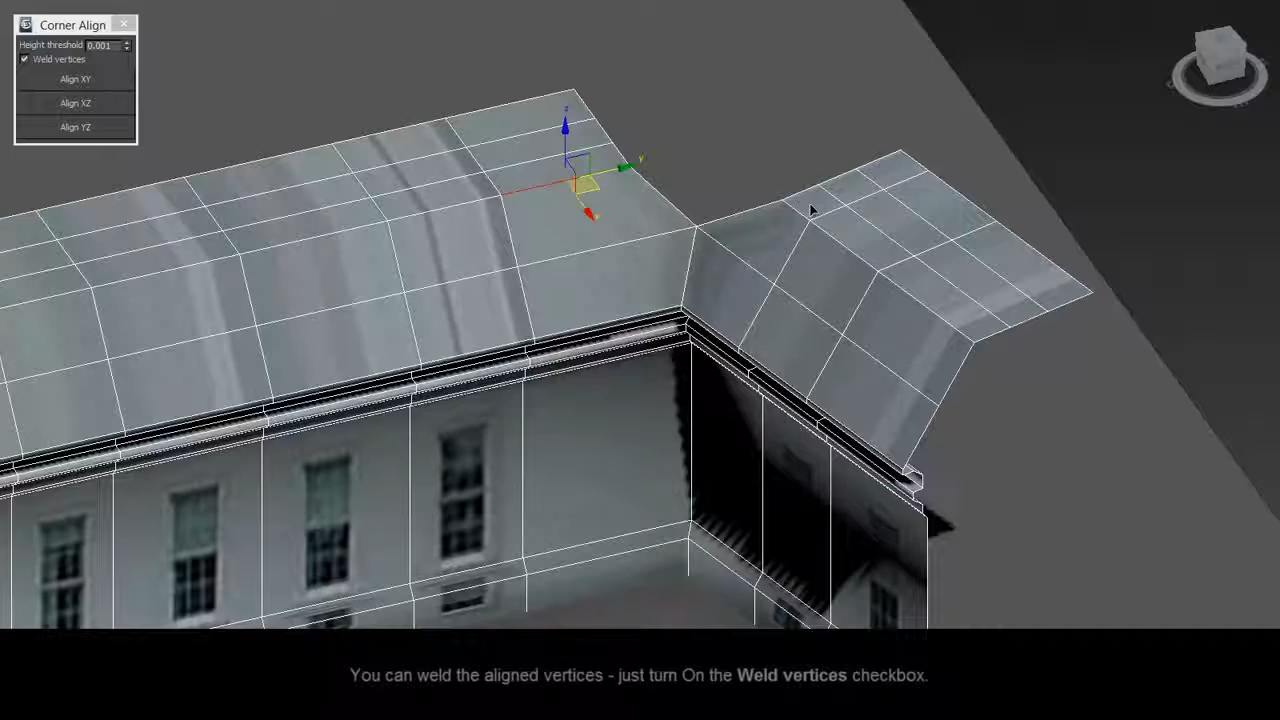 Corner Align
Height threshold 0.001
Weld vertices
Align XY
Align XZ
Align YZ
z
y
x
You can weld the aligned vertices - just turn On the Weld vertices checkbox.